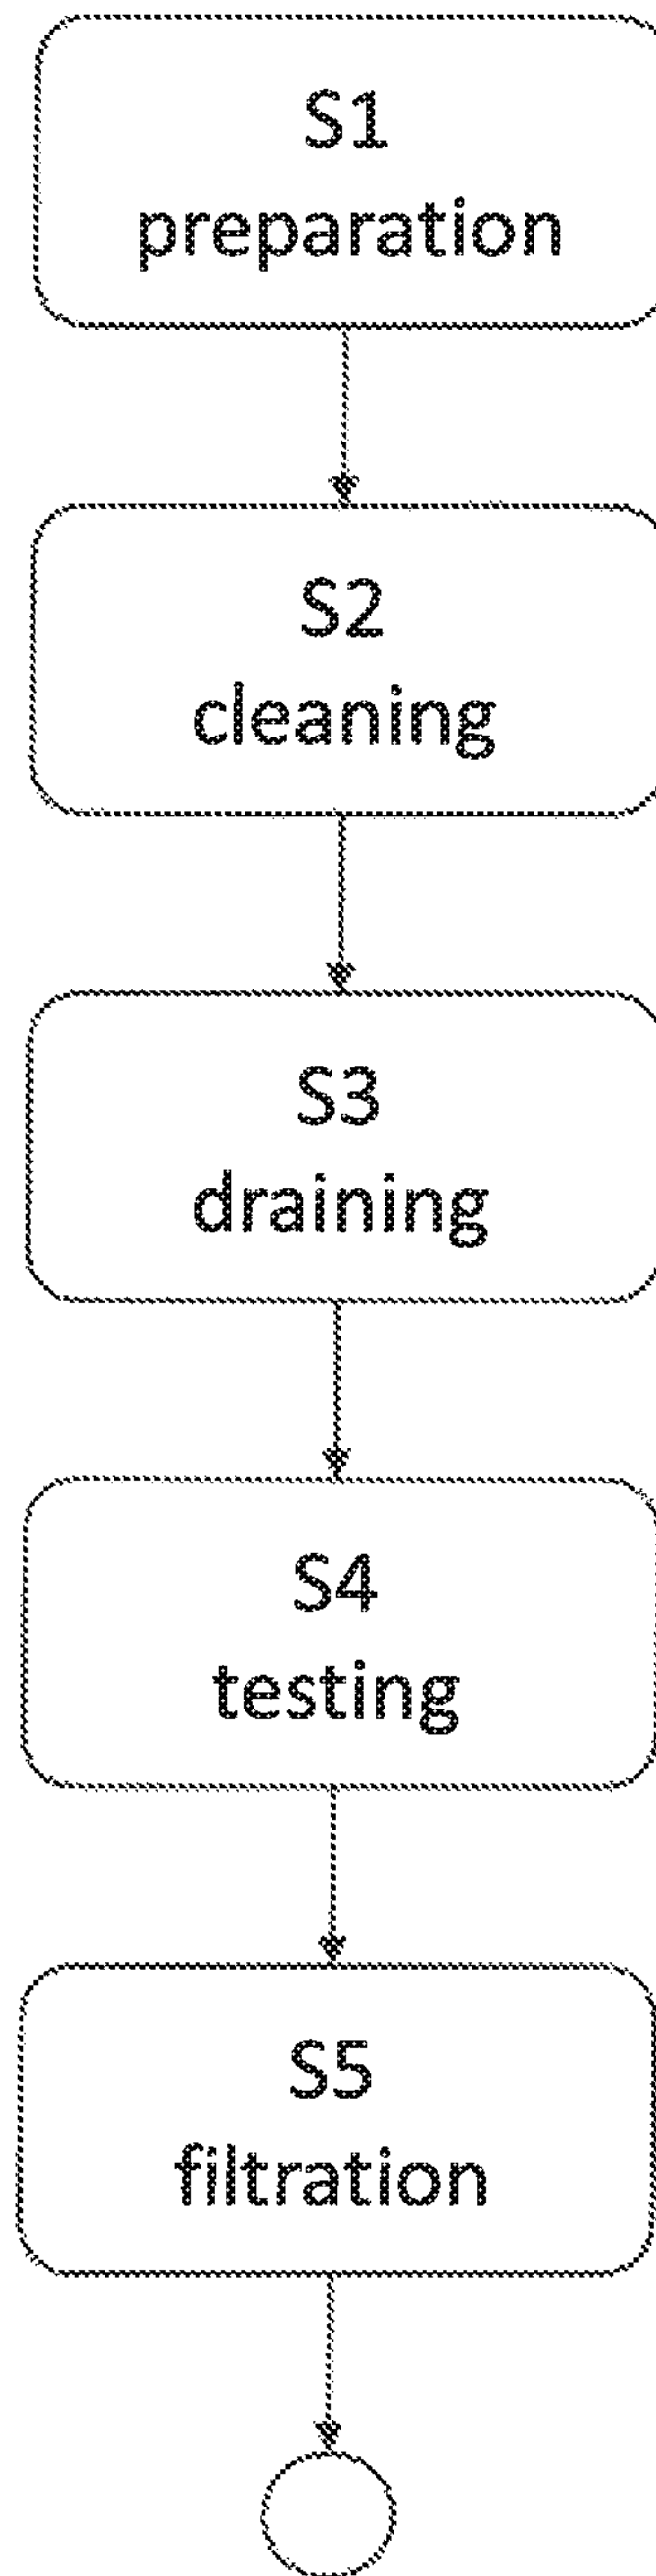 S1
preparation
S2
cleaning
S3
draining
S4
testing
S5
filtration